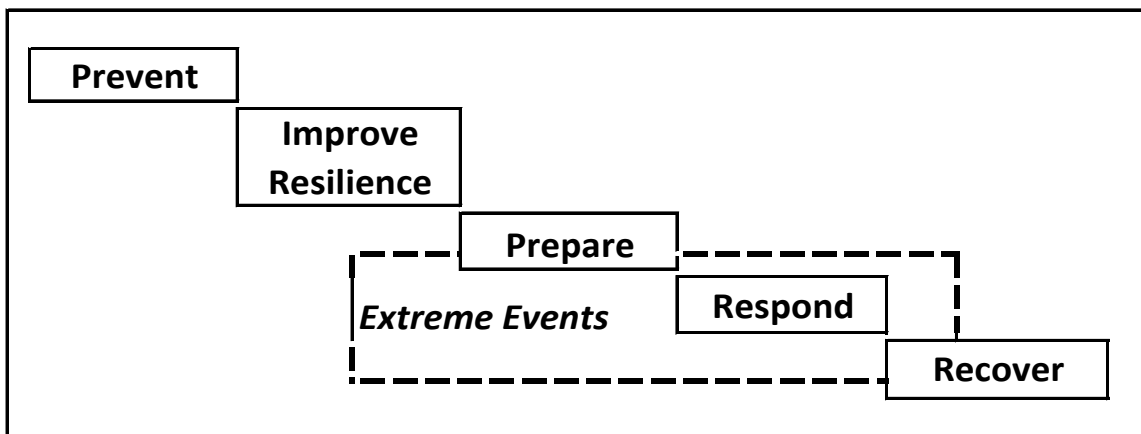 Prevent
Improve
Resilience
Prepare
Respond
Extreme Events
Recover